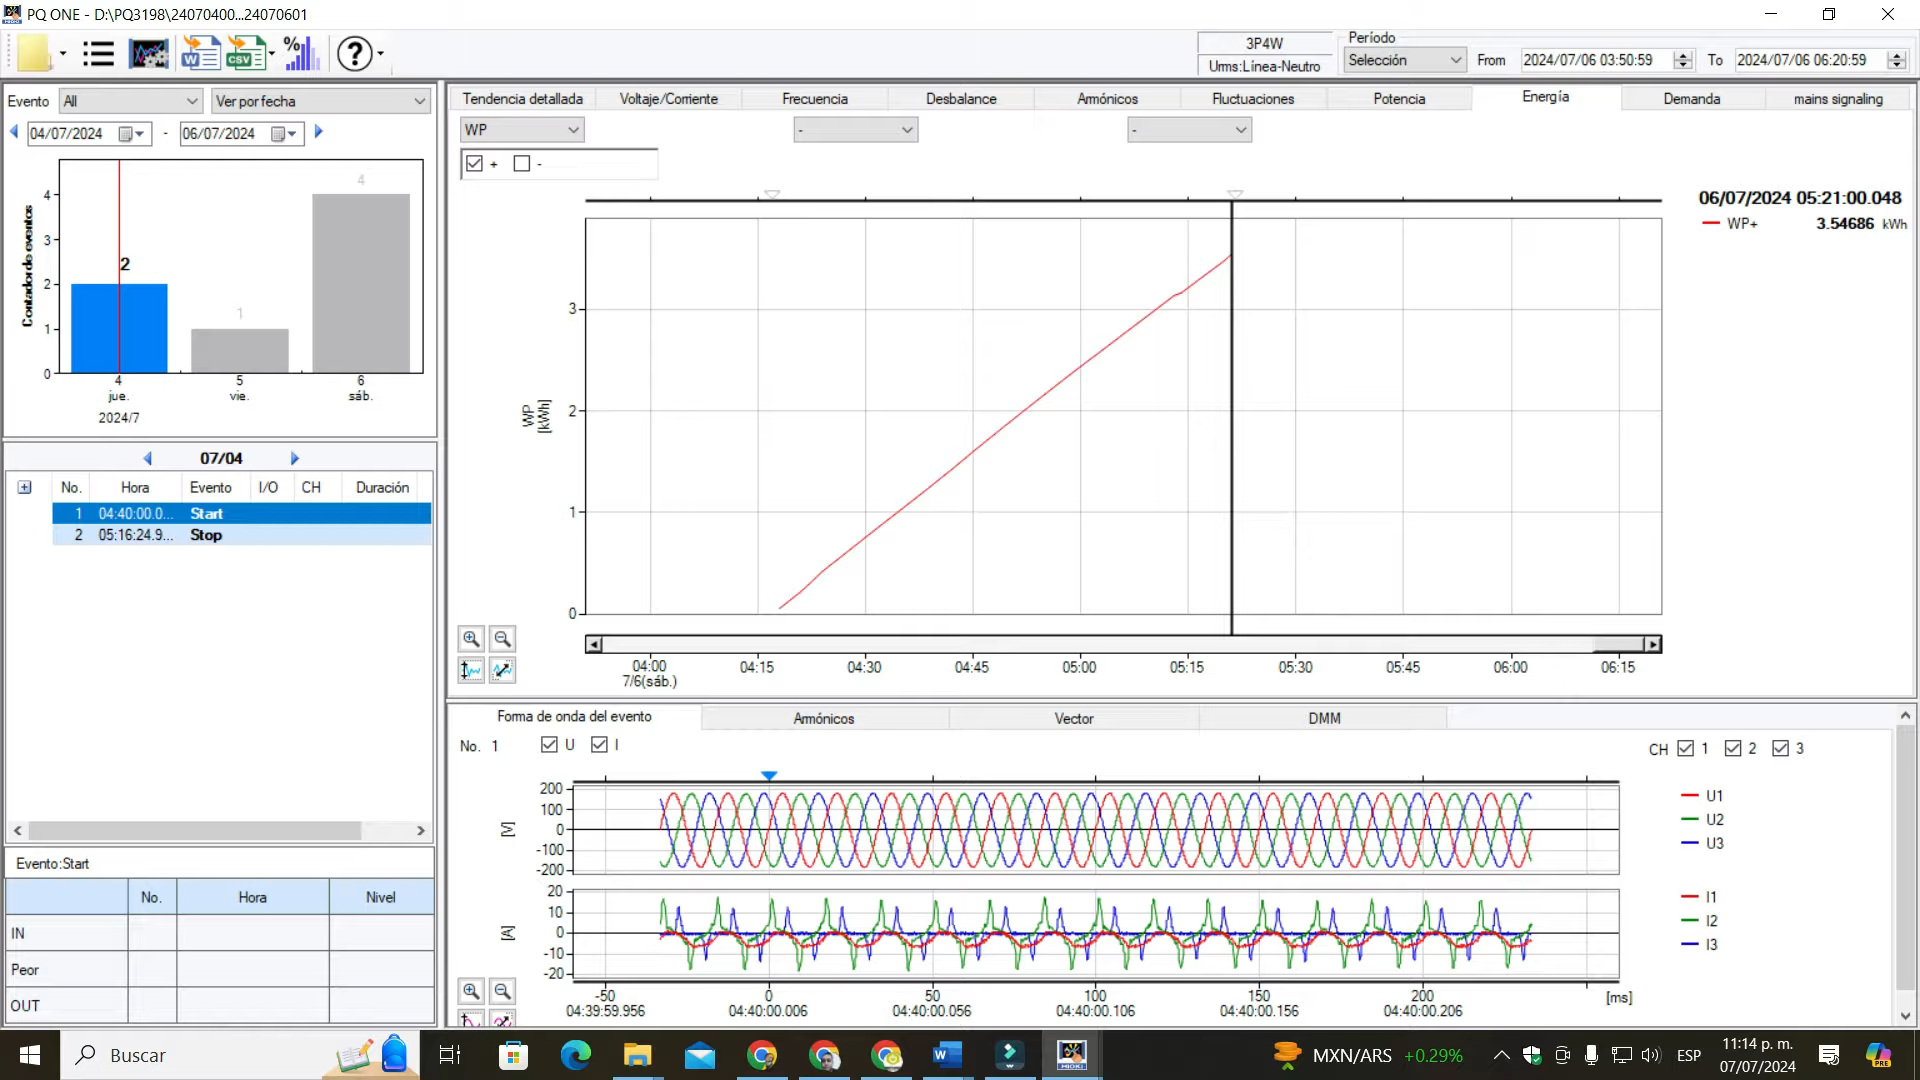 PQ ONE - D:\PQ3198\24070400...24070601
W
CSV
%
?
3P4W
Urms:Línea-Neutro
Período
Selección
From
2024/07/06 03:50:59
To
2024/07/06 06:20:59
Evento
All
Ver por fecha
04/07/2024
-
06/07/2024
Contador de eventos
4
3
2
1
0
2
1
4
4
5
6
jue.
vie.
sáb.
2024/7
07/04
No.
Hora
Evento
I/O
CH
Duración
1 04:40:00.0... Start
2 05:16:24.9... Stop
Evento:Start
No.
Hora
Nivel
IN
Peor
OUT
Tendencia detallada
Voltaje/Corriente
Frecuencia
Desbalance
Armónicos
Fluctuaciones
Potencia
Energía
Demanda
mains signaling
WP
-
-
+
-
06/07/2024 05:21:00.048
WP+ 3.54686 kWh
WP
[kWh]
3
2
1
0
04:00
04:15
04:30
04:45
05:00
05:15
05:30
05:45
06:00
06:15
7/6(sáb.)
Forma de onda del evento
Armónicos
Vector
DMM
No. 1
U
I
CH
1
2
3
[V]
200
100
0
-100
-200
U1
U2
U3
[A]
20
10
0
-10
-20
I1
I2
I3
-50
0
50
100
150
200
[ms]
04:39:59.956
04:40:00.006
04:40:00.056
04:40:00.106
04:40:00.156
04:40:00.206
Buscar
W
HIOKI
MXN/ARS +0.29%
ESP
11:14 p. m.
07/07/2024
PRE